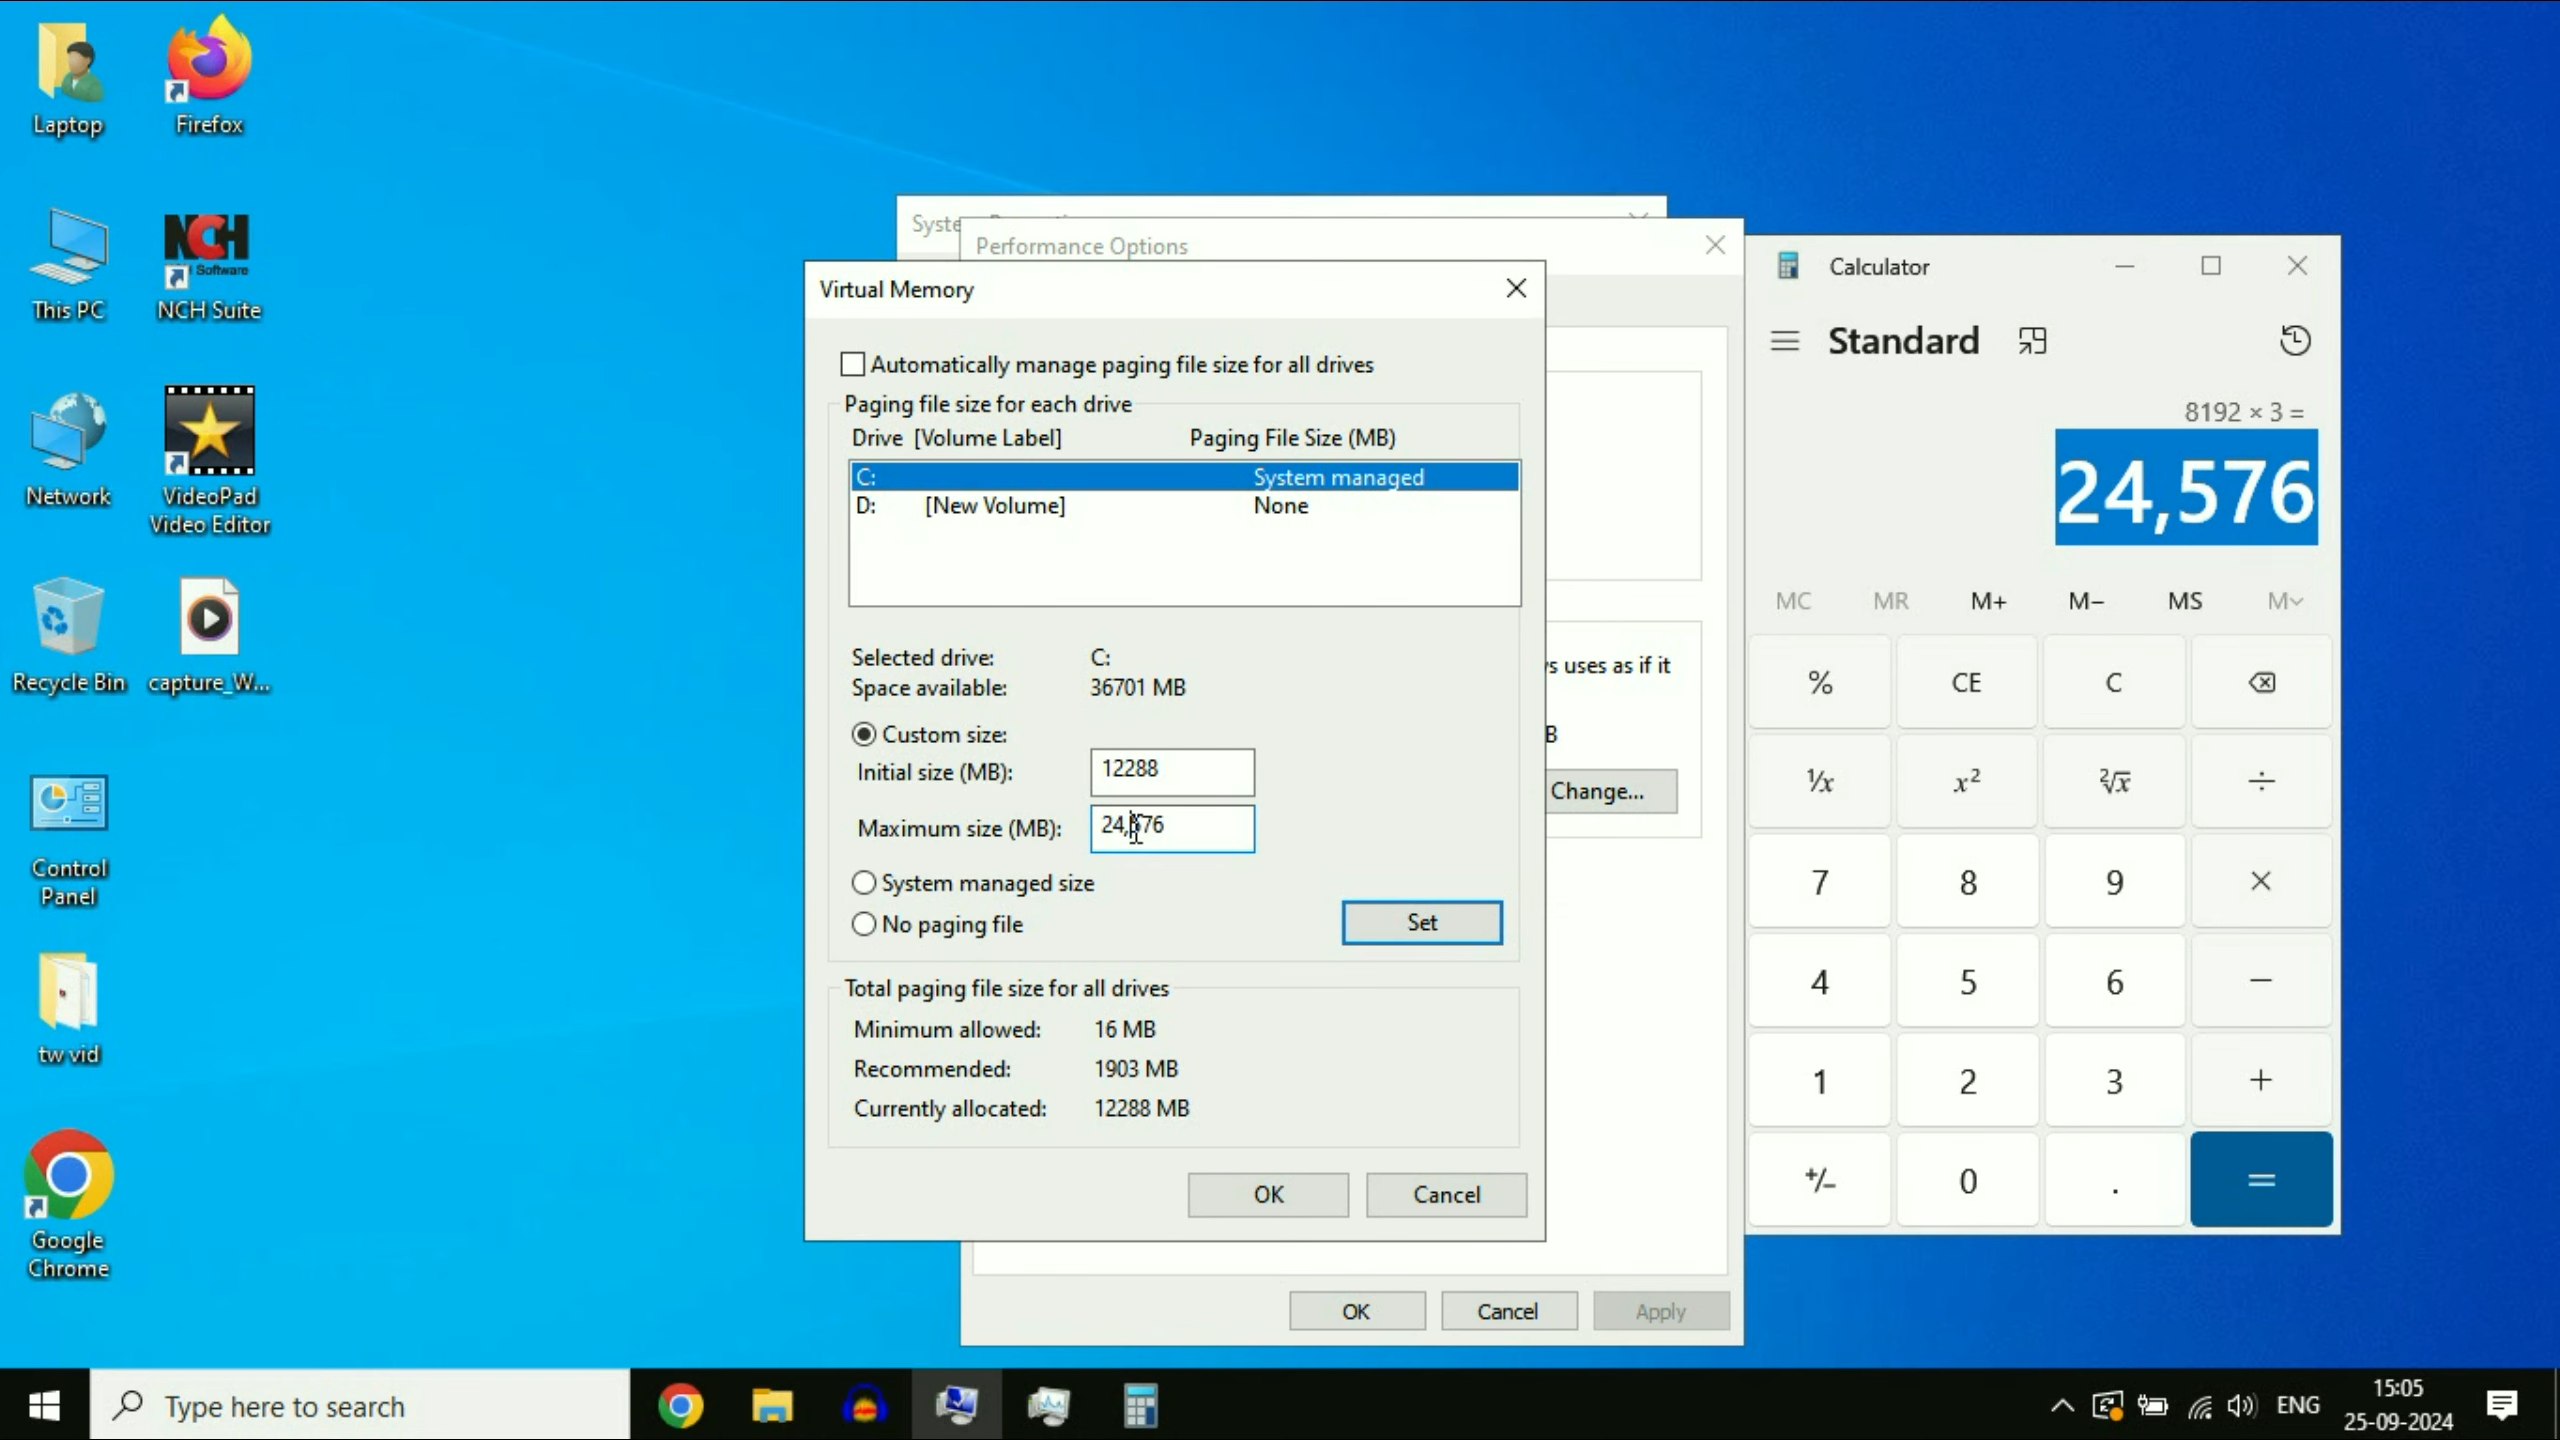 Laptop
Firefox
This PC
NCH
Software
NCH Suite
Network
VideoPad
Video Editor
Recycle Bin
capture_W...
Control
Panel
tw vid
Google
Chrome
Performance Options
Virtual Memory
Automatically manage paging file size for all drives
Paging file size for each drive
Drive [Volume Label] Paging File Size (MB)
C: System managed
D: [New Volume] None
Selected drive: C:
Space available: 36701 MB
Custom size:
Initial size (MB): 12288
Maximum size (MB): 24,576
System managed size
No paging file
Set
Total paging file size for all drives
Minimum allowed: 16 MB
Recommended: 1903 MB
Currently allocated: 12288 MB
OK Cancel
s uses as if it
B
Change...
OK Cancel Apply
Calculator
Standard
8192 × 3 =
24,576
MC MR M+ M− MS M
% CE C
⅟x x² ²√x ÷
7 8 9 ×
4 5 6 −
1 2 3 +
+/− 0 . =
Type here to search
ENG
15:05
25-09-2024